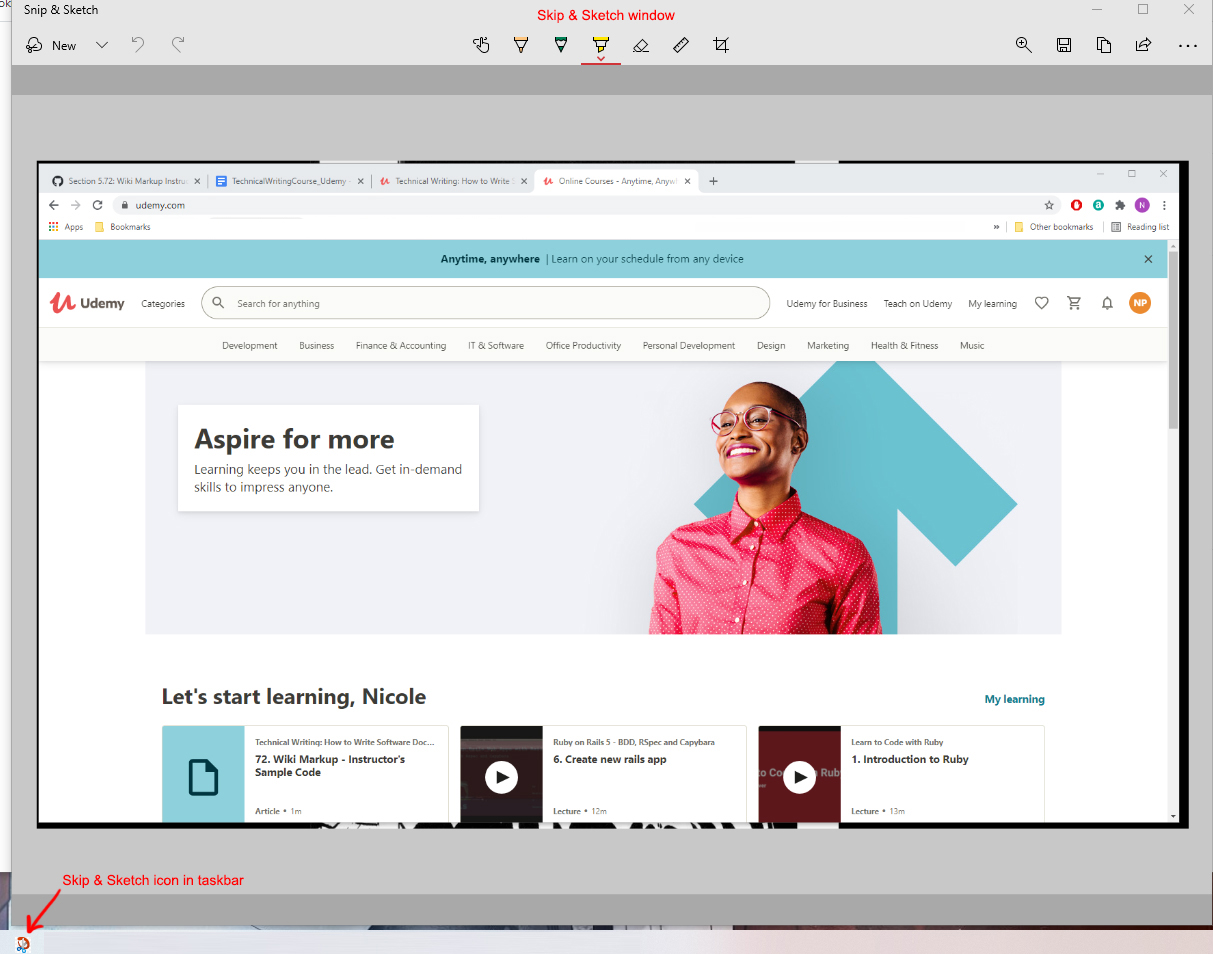 Snip & Sketch
Skip & Sketch window
New
Section 5.72: Wiki Markup Instru
TechnicalWritingCourse_Udemy -
Technical Writing: How to Write S
Online Courses - Anytime, Anywh
udemy.com
N
Apps
Bookmarks
»
Other bookmarks
Reading list
Anytime, anywhere | Learn on your schedule from any device
Udemy
Categories
Search for anything
Udemy for Business
Teach on Udemy
My learning
NP
Development
Business
Finance & Accounting
IT & Software
Office Productivity
Personal Development
Design
Marketing
Health & Fitness
Music
Aspire for more
Learning keeps you in the lead. Get in-demand
skills to impress anyone.
Let's start learning, Nicole
My learning
Technical Writing: How to Write Software Doc...
72. Wiki Markup - Instructor's
Sample Code
Article • 1m
Ruby on Rails 5 - BDD, RSpec and Capybara
6. Create new rails app
Lecture • 12m
to Co
Rub
Learn to Code with Ruby
1. Introduction to Ruby
Lecture • 13m
Skip & Sketch icon in taskbar